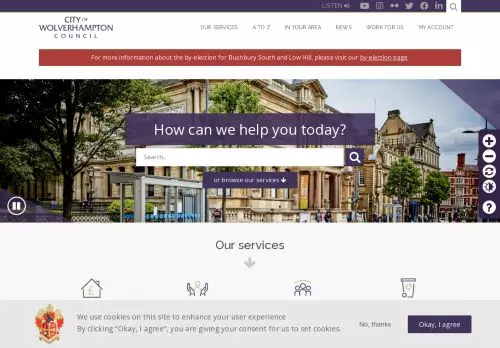 LISTEN
CITY OF
WOLVERHAMPTON
COUNCIL
OUR SERVICES A TO Z IN YOUR AREA NEWS WORK FOR US MY ACCOUNT
For more information about the by-election for Bushbury South and Low Hill, please visit our by-election page
How can we help you today?
Search...
or browse our services
Our services
We use cookies on this site to enhance your user experience
By clicking "Okay, I agree", you are giving your consent for us to set cookies.
No, thanks
Okay, I agree